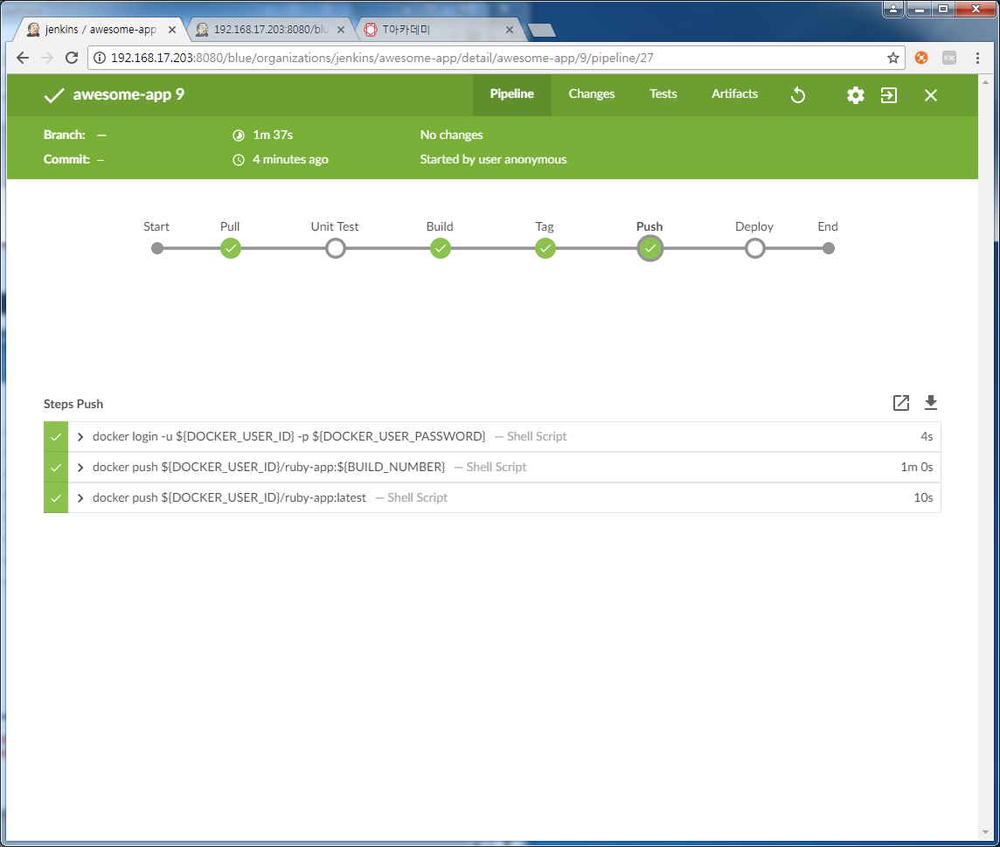 jenkins / awesome-app
192.168.17.203:8080/blu
T아카데미
192.168.17.203:8080/blue/organizations/jenkins/awesome-app/detail/awesome-app/9/pipeline/27
awesome-app 9
Pipeline
Changes
Tests
Artifacts
Branch: —
1m 37s
No changes
Commit: –
4 minutes ago
Started by user anonymous
Start
Pull
Unit Test
Build
Tag
Push
Deploy
End
Steps Push
docker login -u ${DOCKER_USER_ID} -p ${DOCKER_USER_PASSWORD} — Shell Script 4s
docker push ${DOCKER_USER_ID}/ruby-app:${BUILD_NUMBER} — Shell Script 1m 0s
docker push ${DOCKER_USER_ID}/ruby-app:latest — Shell Script 10s